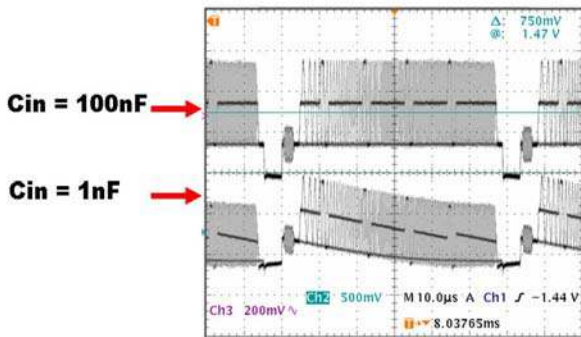 Δ: 750mV
@: 1.47 V
Cin = 100nF
Cin = 1nF
Ch2 500mV M 10.0µs A Ch1 ∫ -1.44 V
Ch3 200mV∿
8.03765ms